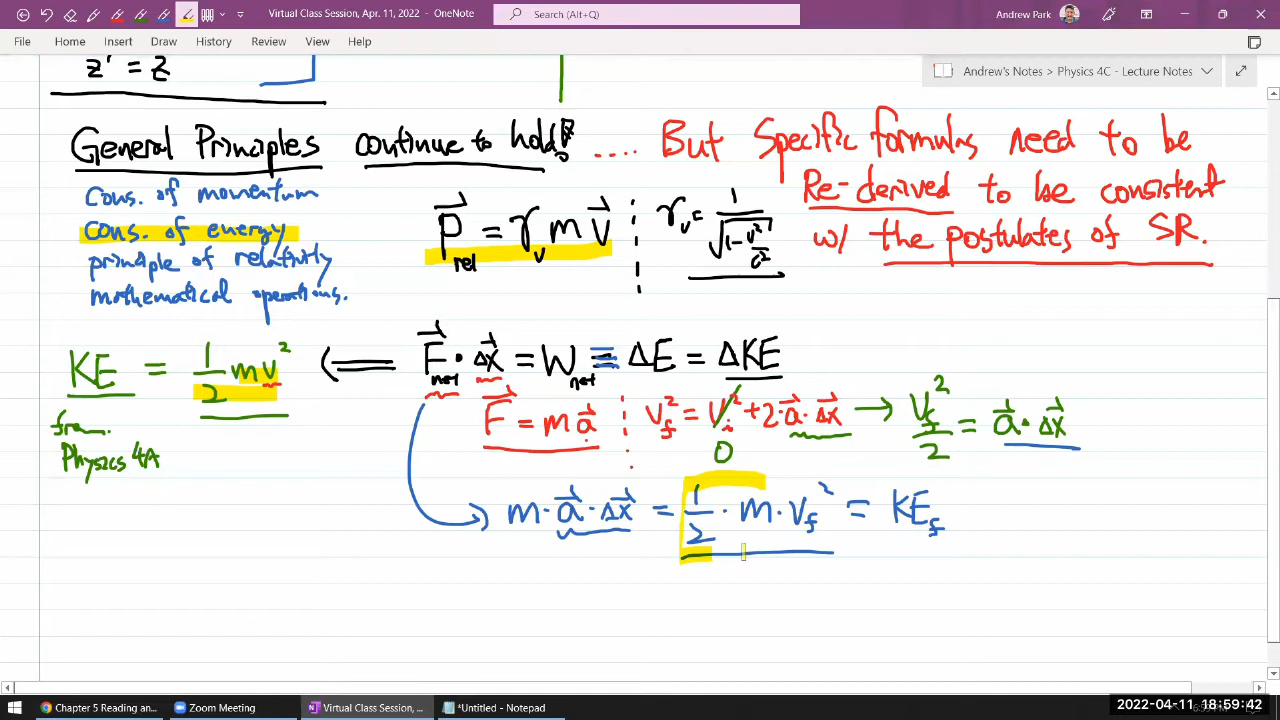 Virtual Class Session, Apr. 11, 2022 - OneNote
Search (Alt+Q)
Andrew Park
File Home Insert Draw History Review View Help
Andrew's Notes > Physics 4C - Lecture Notes
z' = z
General Principles continue to hold! .... But Specific formulas need to be
Re-derived to be consistent
w/ the postulates of SR.
Cons. of momentum
Cons. of energy
principle of relativity
mathematical operations.
P⃗_rel = γ_v m v⃗ ¦ γ_v = 1/√(1-v²/c²)
KE = 1/2 mv² ⟸ F⃗_net · Δx⃗ = W_net ≡ ΔE = ΔKE
from
Physics 4A
F⃗ = m a⃗ ¦ v_f² = v_i² + 2·a⃗·Δx⃗ → v_f²/2 = a⃗·Δx⃗
0
m·a⃗·Δx⃗ = 1/2 · m · v_f² = KE_f
Chapter 5 Reading an...
Zoom Meeting
Virtual Class Session, ...
*Untitled - Notepad
2022-04-11 18:59:42